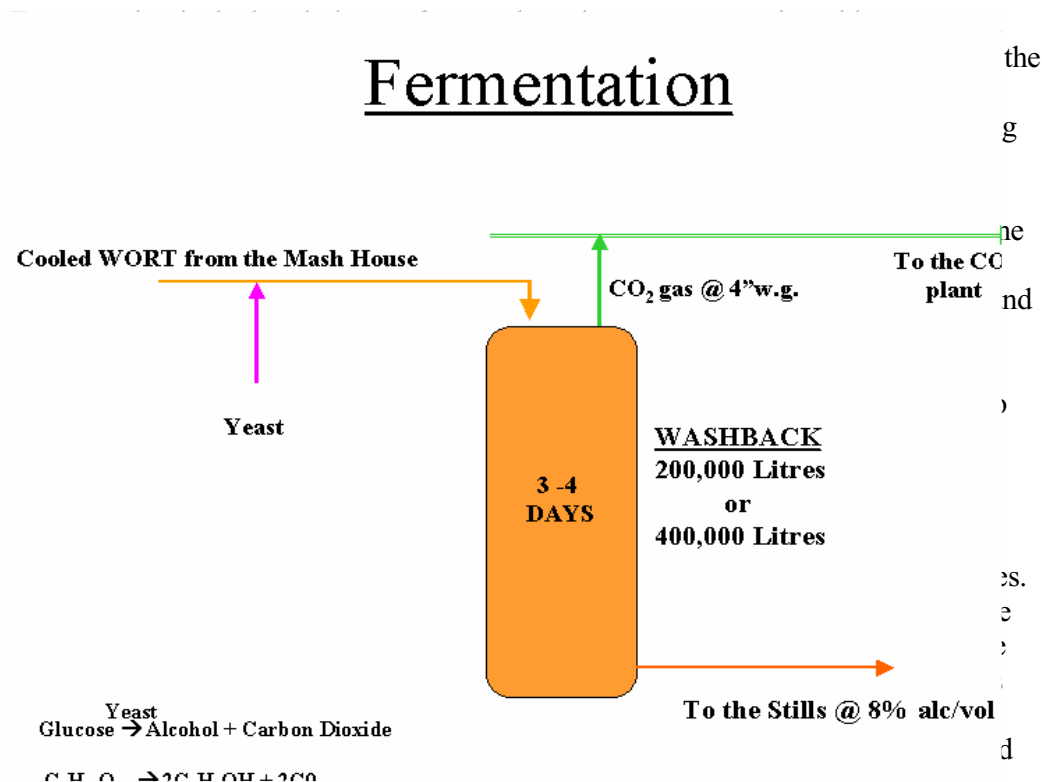 the
Fermentation
g
ne
Cooled WORT from the Mash House
To the CO
plant
CO₂ gas @ 4”w.g.
nd
Yeast
WASHBACK
200,000 Litres
or
400,000 Litres
3 -4
DAYS
es.
e
To the Stills @ 8% alc/vol
Yeast
Glucose → Alcohol + Carbon Dioxide
d